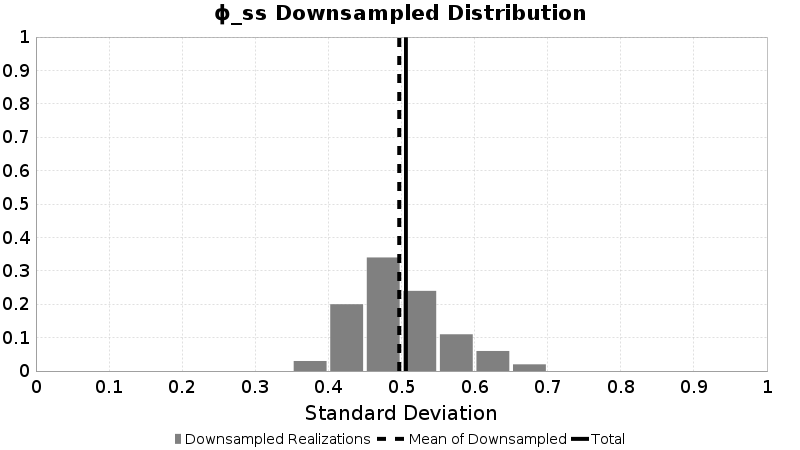 ϕ_ss Downsampled Distribution
1
0.9
0.8
0.7
0.6
0.5
0.4
0.3
0.2
0.1
0
0 0.1 0.2 0.3 0.4 0.5 0.6 0.7 0.8 0.9 1
Standard Deviation
Downsampled Realizations Mean of Downsampled Total